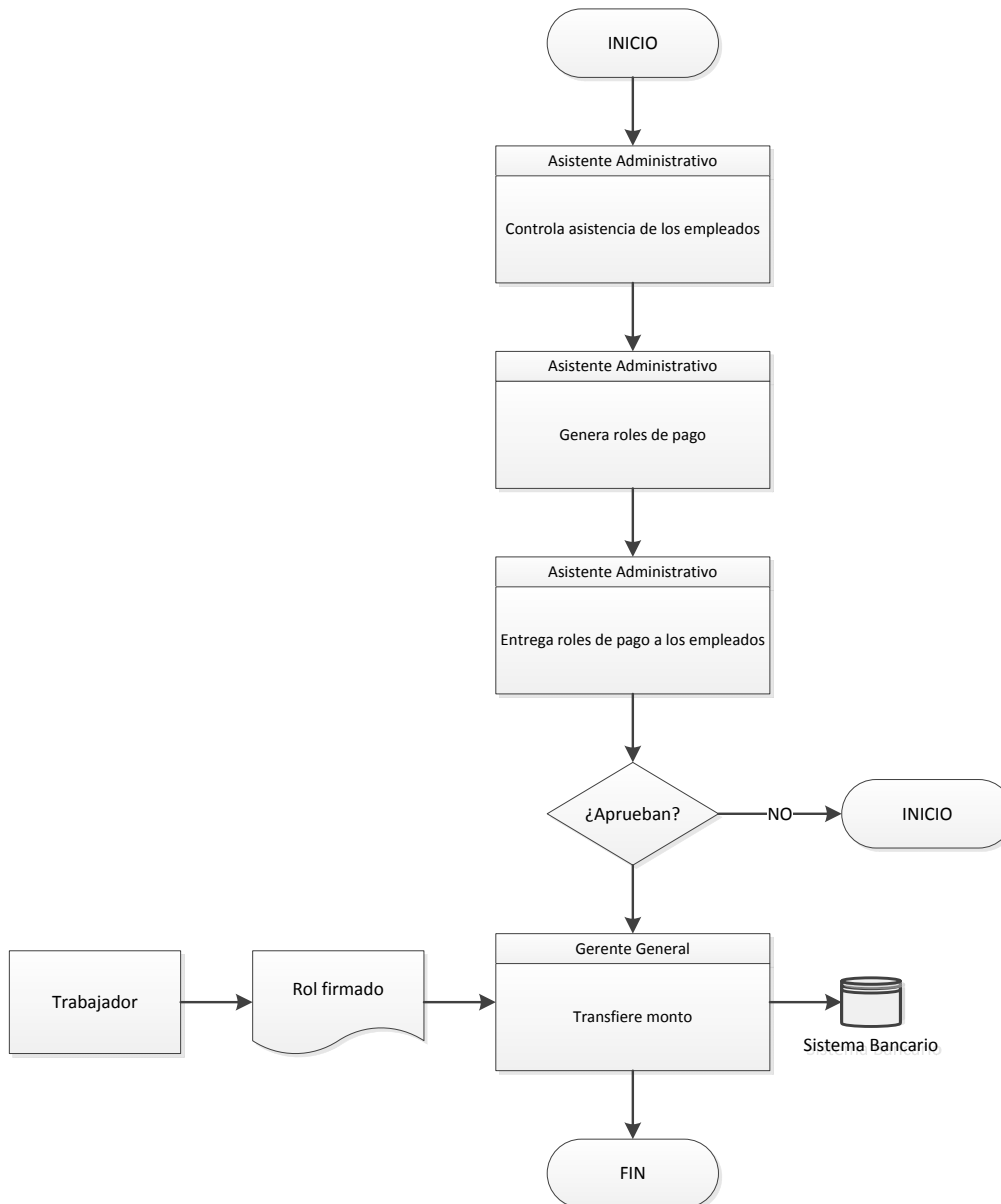 INICIO
Asistente Administrativo
Controla asistencia de los empleados
Asistente Administrativo
Genera roles de pago
Asistente Administrativo
Entrega roles de pago a los empleados
¿Aprueban?
NO
INICIO
Gerente General
Trabajador
Rol firmado
Transfiere monto
Sistema Bancario
FIN